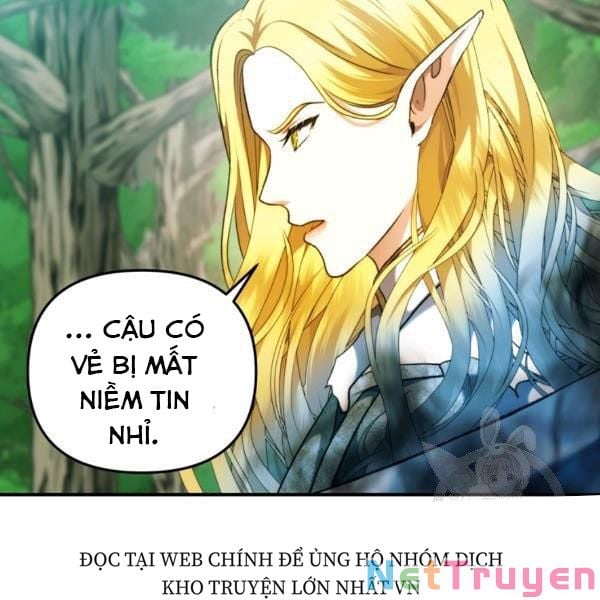 ... CẬU CÓ
VẺ BỊ MẤT
NIỀM TIN
NHỈ.
ĐỌC TẠI WEB CHÍNH ĐỂ ỦNG HỘ NHÓM DỊCH
KHO TRUYỆN LỚN NHẤT VN
NetTruyen